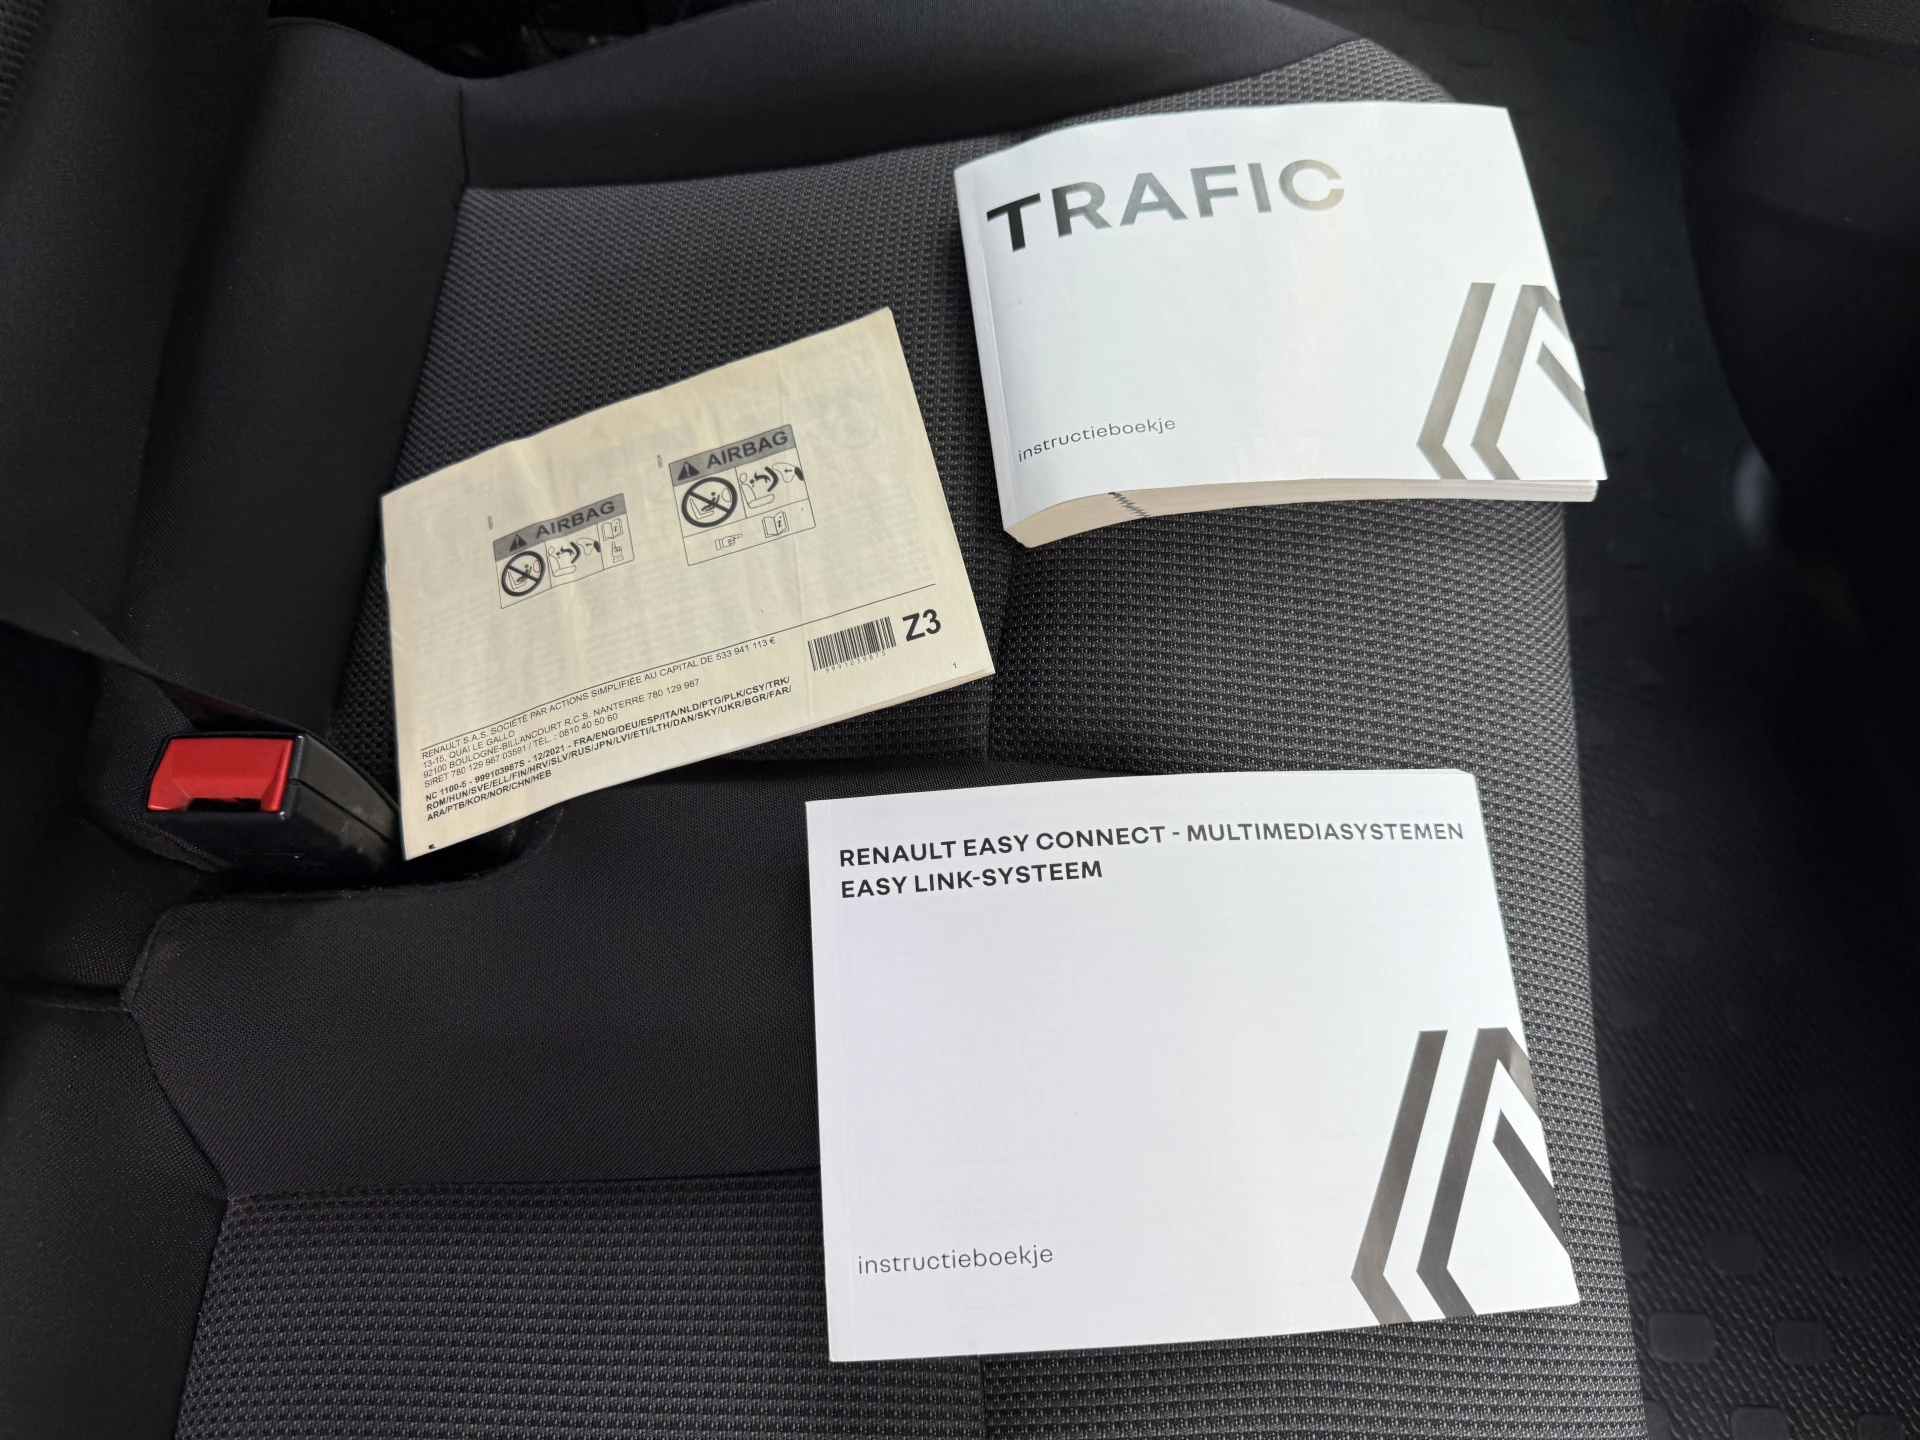 TRAFIC
instructieboekje
AIRBAG
AIRBAG
Z3
RENAULT S.A.S. SOCIÉTÉ PAR ACTIONS SIMPLIFIÉE AU CAPITAL DE 533 941 113 €
13-15, QUAI LE GALLO
92100 BOULOGNE-BILLANCOURT R.C.S. NANTERRE 780 129 987
SIRET 780 129 987 03591 / TÉL. : 0810 40 50 60
NC 1100-5 - 999103987S - 12/2021 - FRA/ENG/DEU/ESP/ITA/NLD/PTG/PLK/CSY/TRK/
ROM/HUN/SVE/ELL/FIN/HRV/SLV/RUS/JPN/LVI/ETI/LTH/DAN/SKY/UKR/BGR/FAR/
ARA/PTB/KOR/NOR/CHN/HEB
1
RENAULT EASY CONNECT - MULTIMEDIASYSTEMEN
EASY LINK-SYSTEEM
instructieboekje